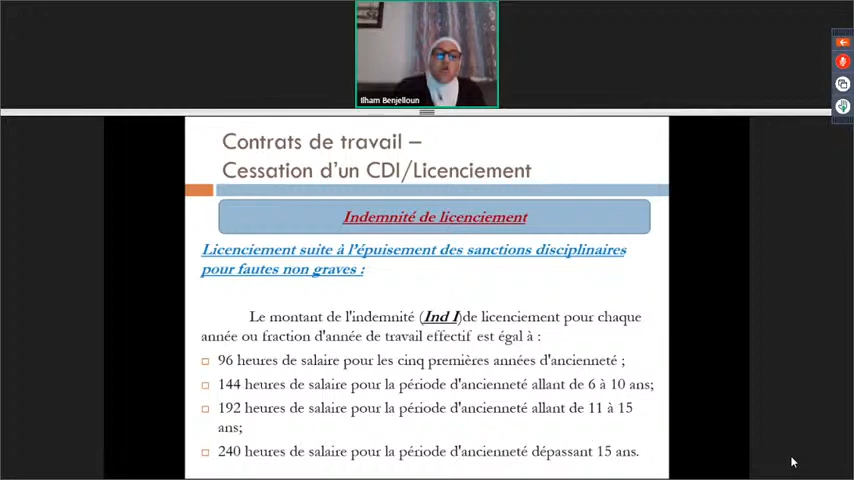 Ilham Benjelloun
Contrats de travail –
Cessation d'un CDI/Licenciement
Indemnité de licenciement
Licenciement suite à l'épuisement des sanctions disciplinaires
pour fautes non graves :
Le montant de l'indemnité (Ind I)de licenciement pour chaque
année ou fraction d'année de travail effectif est égal à :
96 heures de salaire pour les cinq premières années d'ancienneté ;
144 heures de salaire pour la période d'ancienneté allant de 6 à 10 ans;
192 heures de salaire pour la période d'ancienneté allant de 11 à 15
ans;
240 heures de salaire pour la période d'ancienneté dépassant 15 ans.